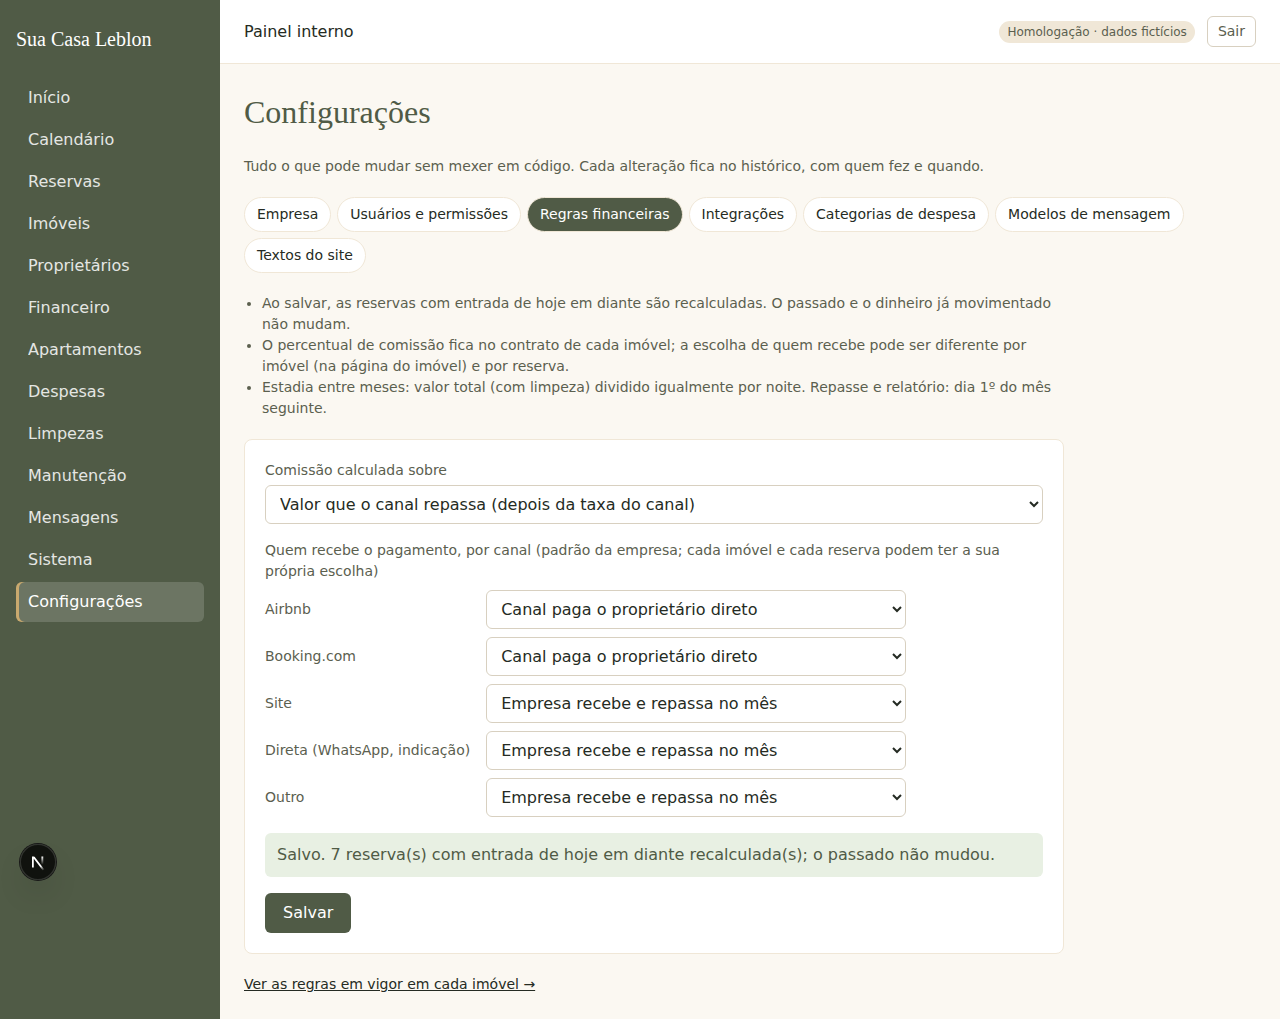 Sua Casa Leblon
Início
Calendário
Reservas
Imóveis
Proprietários
Financeiro
Apartamentos
Despesas
Limpezas
Manutenção
Mensagens
Sistema
Configurações
Painel interno
Homologação · dados fictícios
Sair
Configurações
Tudo o que pode mudar sem mexer em código. Cada alteração fica no histórico, com quem fez e quando.
Empresa
Usuários e permissões
Regras financeiras
Integrações
Categorias de despesa
Modelos de mensagem
Textos do site
• Ao salvar, as reservas com entrada de hoje em diante são recalculadas. O passado e o dinheiro já movimentado
não mudam.
• O percentual de comissão fica no contrato de cada imóvel; a escolha de quem recebe pode ser diferente por
imóvel (na página do imóvel) e por reserva.
• Estadia entre meses: valor total (com limpeza) dividido igualmente por noite. Repasse e relatório: dia 1º do mês
seguinte.
Comissão calculada sobre
Valor que o canal repassa (depois da taxa do canal)
Quem recebe o pagamento, por canal (padrão da empresa; cada imóvel e cada reserva podem ter a sua
própria escolha)
Airbnb
Canal paga o proprietário direto
Booking.com
Canal paga o proprietário direto
Site
Empresa recebe e repassa no mês
Direta (WhatsApp, indicação)
Empresa recebe e repassa no mês
Outro
Empresa recebe e repassa no mês
Salvo. 7 reserva(s) com entrada de hoje em diante recalculada(s); o passado não mudou.
Salvar
Ver as regras em vigor em cada imóvel →
N